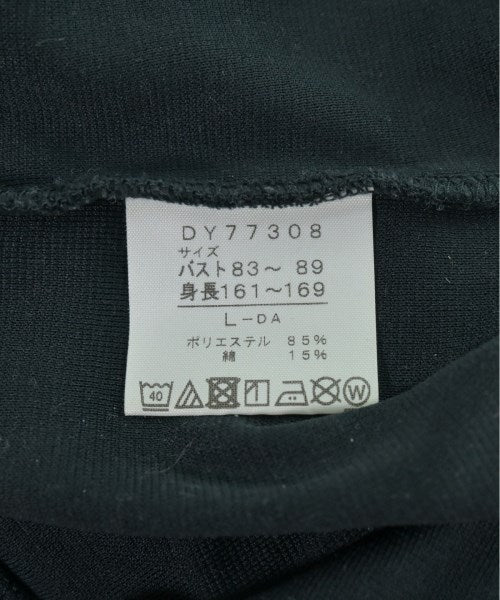 DY77308
サイズ
バスト83～89
身長161～169
L-DA
ポリエステル 85%
綿 15%
40 W